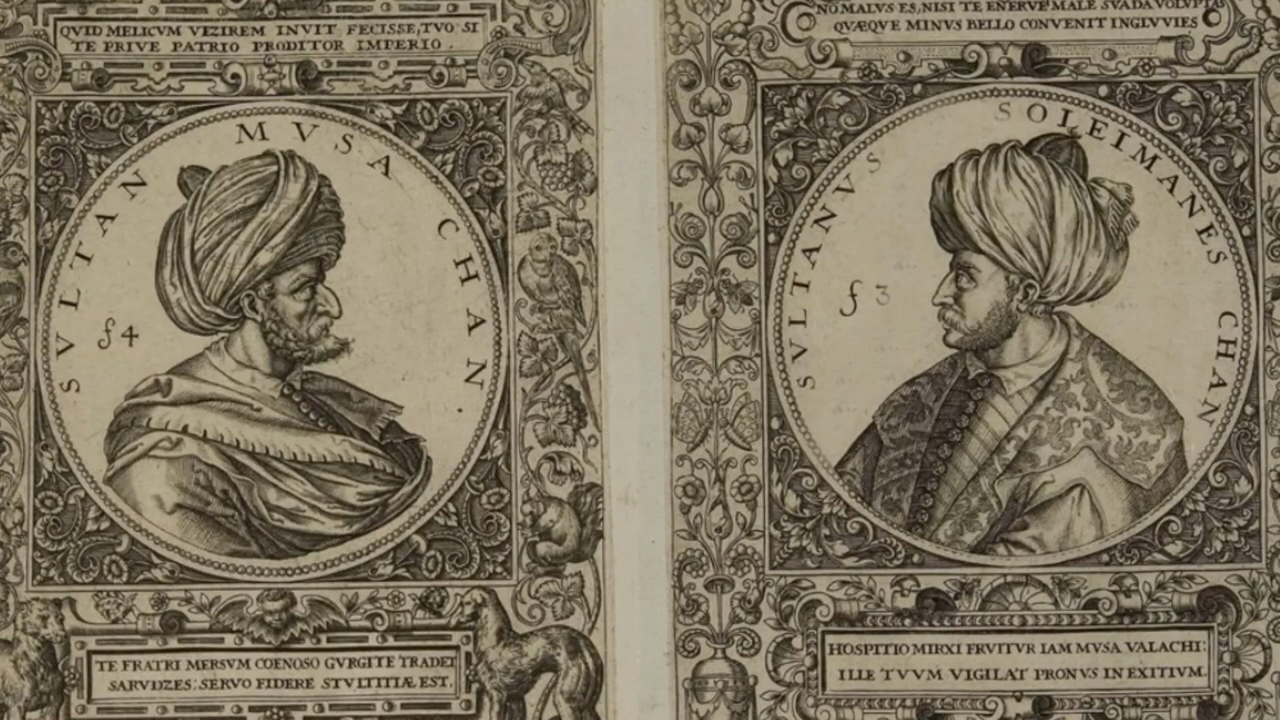 QVID MELICVM VEZIREM INVIT FECISSE, TVO SI
TE PRIVE PATRIO PRODITOR IMPERIO.
SVLTAN MVSA CHAN
54
TE FRATRI MERSVM COENOSO GVRGITE TRADET
SARVDZES: SERVO FIDERE STVLTITIÆ EST.
NO MALVS ES, NISI TE ENERVE MALE SVADA VOLVPTAS
QVÆQVE MINVS BELLO CONVENIT INGLVVIES
SVLTANVS SOLEIMANES CHAN
53
HOSPITIO MIRXI FRVITVR IAM MVSA VALACHI:
ILLE TVVM VIGILAT PRONVS IN EXITIVM.